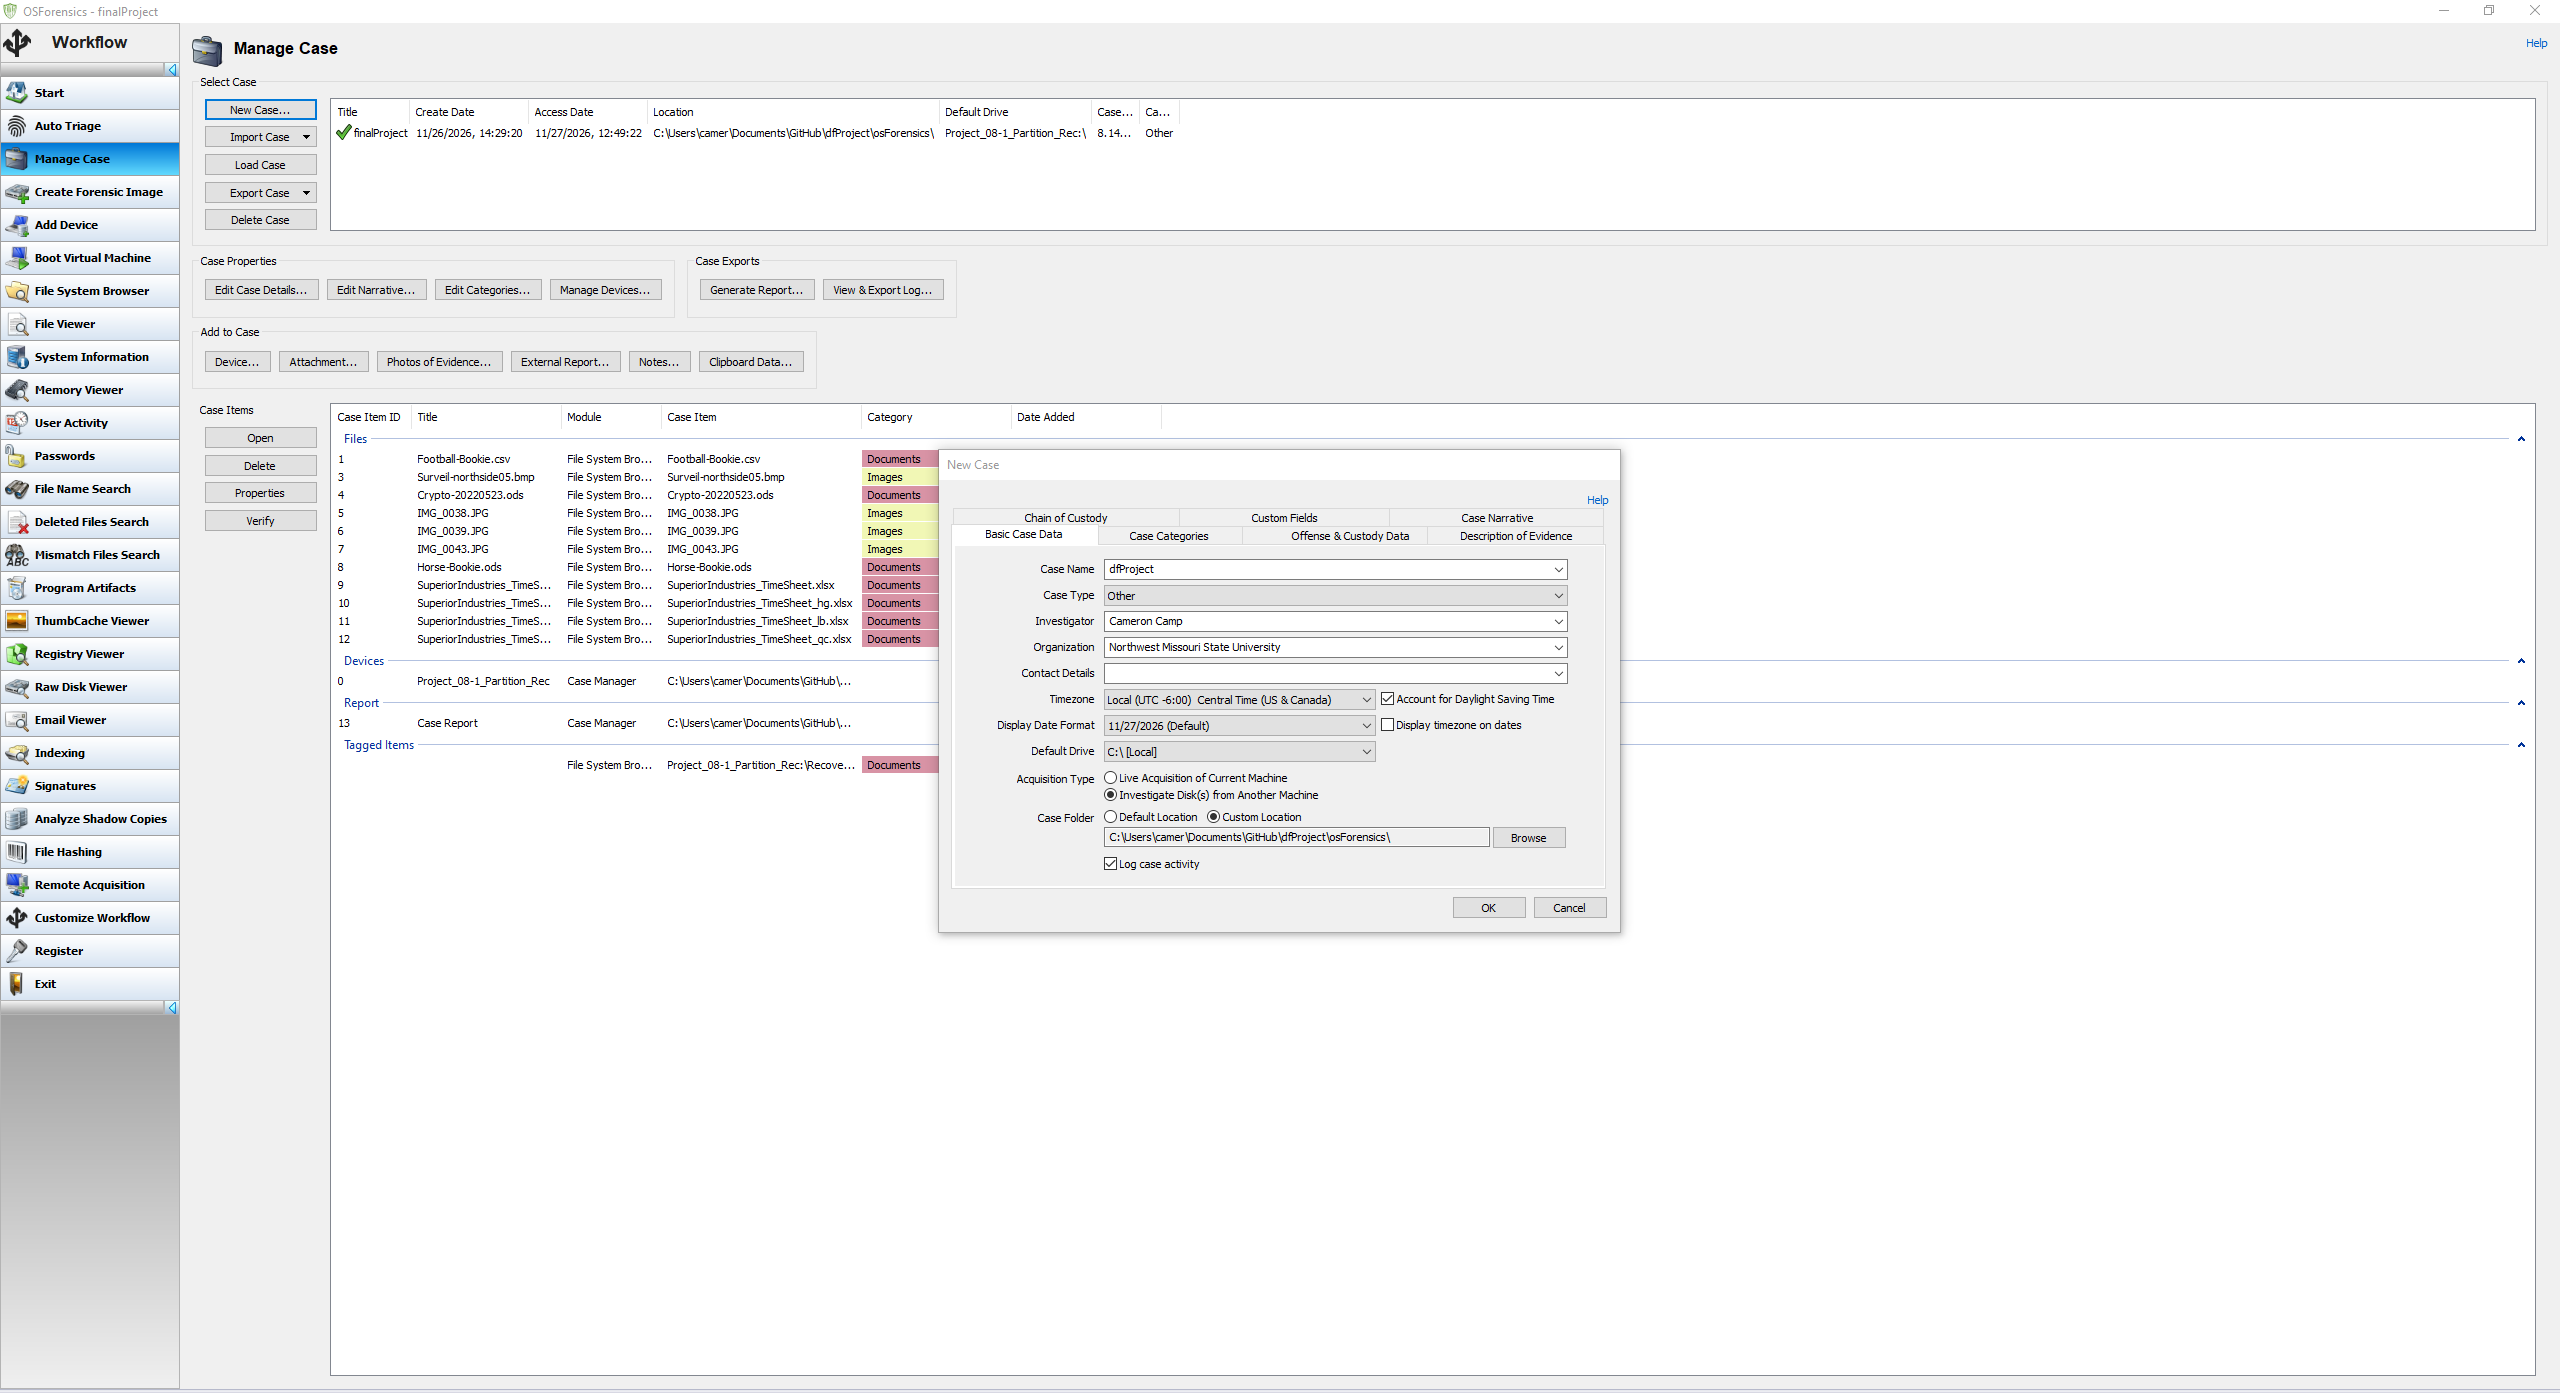 OSForensics - finalProject
Workflow
Start
Auto Triage
Manage Case
Create Forensic Image
Add Device
Boot Virtual Machine
File System Browser
File Viewer
System Information
Memory Viewer
User Activity
Passwords
File Name Search
Deleted Files Search
Mismatch Files Search
Program Artifacts
ThumbCache Viewer
Registry Viewer
Raw Disk Viewer
Email Viewer
Indexing
Signatures
Analyze Shadow Copies
File Hashing
Remote Acquisition
Customize Workflow
Register
Exit
Manage Case
Help
Select Case
New Case...
Import Case
Load Case
Export Case
Delete Case
Title Create Date Access Date Location Default Drive Case... Ca...
finalProject 11/26/2026, 14:29:20 11/27/2026, 12:49:22 C:\Users\camer\Documents\GitHub\dfProject\osForensics\ Project_08-1_Partition_Rec:\ 8.14... Other
Case Properties
Edit Case Details... Edit Narrative... Edit Categories... Manage Devices...
Case Exports
Generate Report... View & Export Log...
Add to Case
Device... Attachment... Photos of Evidence... External Report... Notes... Clipboard Data...
Case Items
Open
Delete
Properties
Verify
Case Item ID Title Module Case Item Category Date Added
Files
1 Football-Bookie.csv File System Bro... Football-Bookie.csv Documents
3 Surveil-northside05.bmp File System Bro... Surveil-northside05.bmp Images
4 Crypto-20220523.ods File System Bro... Crypto-20220523.ods Documents
5 IMG_0038.JPG File System Bro... IMG_0038.JPG Images
6 IMG_0039.JPG File System Bro... IMG_0039.JPG Images
7 IMG_0043.JPG File System Bro... IMG_0043.JPG Images
8 Horse-Bookie.ods File System Bro... Horse-Bookie.ods Documents
9 SuperiorIndustries_TimeS... File System Bro... SuperiorIndustries_TimeSheet.xlsx Documents
10 SuperiorIndustries_TimeS... File System Bro... SuperiorIndustries_TimeSheet_hg.xlsx Documents
11 SuperiorIndustries_TimeS... File System Bro... SuperiorIndustries_TimeSheet_lb.xlsx Documents
12 SuperiorIndustries_TimeS... File System Bro... SuperiorIndustries_TimeSheet_qc.xlsx Documents
Devices
0 Project_08-1_Partition_Rec Case Manager C:\Users\camer\Documents\GitHub\...
Report
13 Case Report Case Manager C:\Users\camer\Documents\GitHub\...
Tagged Items
File System Bro... Project_08-1_Partition_Rec:\Recove... Documents
New Case
Help
Chain of Custody Custom Fields Case Narrative
Basic Case Data Case Categories Offense & Custody Data Description of Evidence
Case Name dfProject
Case Type Other
Investigator Cameron Camp
Organization Northwest Missouri State University
Contact Details
Timezone Local (UTC -6:00) Central Time (US & Canada) Account for Daylight Saving Time
Display Date Format 11/27/2026 (Default) Display timezone on dates
Default Drive C:\ [Local]
Acquisition Type Live Acquisition of Current Machine
Investigate Disk(s) from Another Machine
Case Folder Default Location Custom Location
C:\Users\camer\Documents\GitHub\dfProject\osForensics\ Browse
Log case activity
OK Cancel